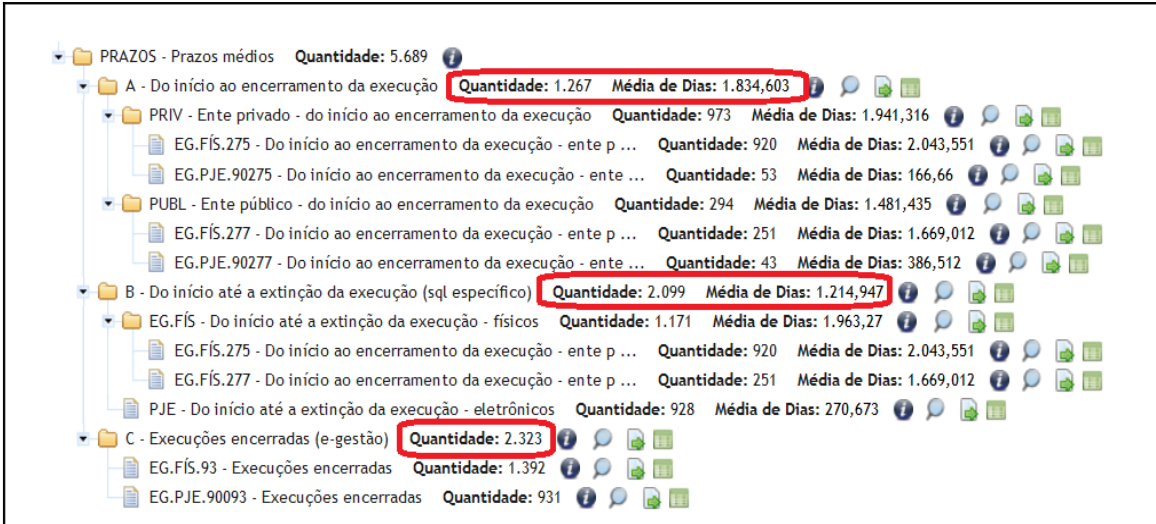 PRAZOS - Prazos médios Quantidade: 5.689
A - Do início ao encerramento da execução Quantidade: 1.267 Média de Dias: 1.834,603
PRIV - Ente privado - do início ao encerramento da execução Quantidade: 973 Média de Dias: 1.941,316
EG.FÍS.275 - Do início ao encerramento da execução - ente p ... Quantidade: 920 Média de Dias: 2.043,551
EG.PJE.90275 - Do início ao encerramento da execução - ente ... Quantidade: 53 Média de Dias: 166,66
PUBL - Ente público - do início ao encerramento da execução Quantidade: 294 Média de Dias: 1.481,435
EG.FÍS.277 - Do início ao encerramento da execução - ente p ... Quantidade: 251 Média de Dias: 1.669,012
EG.PJE.90277 - Do início ao encerramento da execução - ente ... Quantidade: 43 Média de Dias: 386,512
B - Do início até a extinção da execução (sql específico) Quantidade: 2.099 Média de Dias: 1.214,947
EG.FÍS - Do início até a extinção da execução - físicos Quantidade: 1.171 Média de Dias: 1.963,27
EG.FÍS.275 - Do início ao encerramento da execução - ente p ... Quantidade: 920 Média de Dias: 2.043,551
EG.FÍS.277 - Do início ao encerramento da execução - ente p ... Quantidade: 251 Média de Dias: 1.669,012
PJE - Do início até a extinção da execução - eletrônicos Quantidade: 928 Média de Dias: 270,673
C - Execuções encerradas (e-gestão) Quantidade: 2.323
EG.FÍS.93 - Execuções encerradas Quantidade: 1.392
EG.PJE.90093 - Execuções encerradas Quantidade: 931